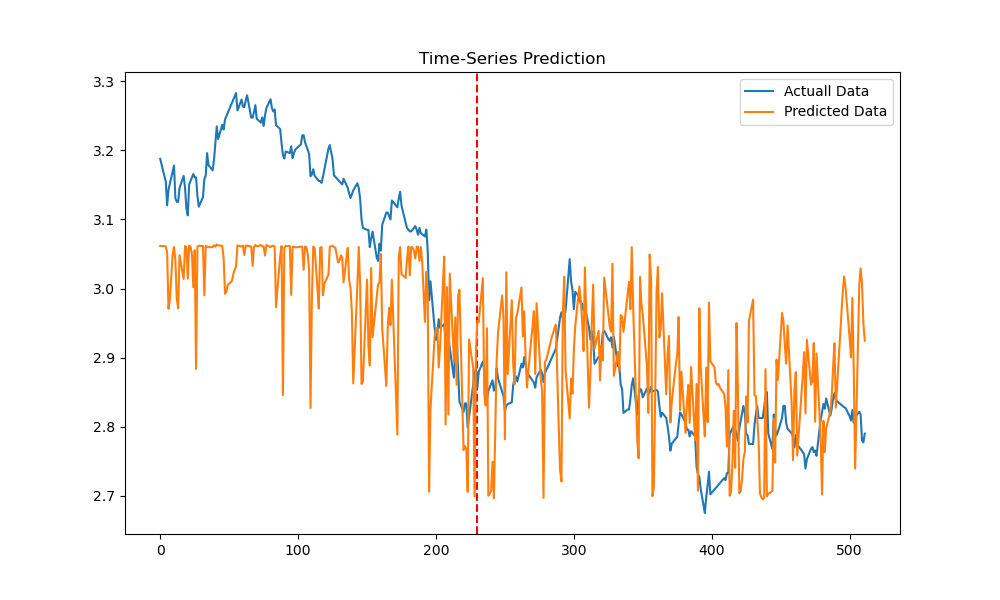 Time-Series Prediction
Actuall Data
Predicted Data
3.3
3.2
3.1
3.0
2.9
2.8
2.7
0 100 200 300 400 500